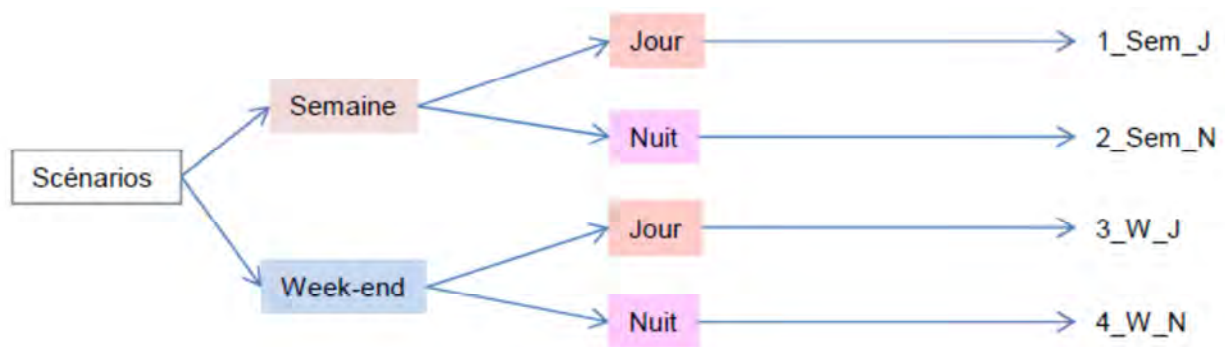 Jour
1_Sem_J
Semaine
Nuit
2_Sem_N
Scénarios
Jour
3_W_J
Week-end
Nuit
4_W_N